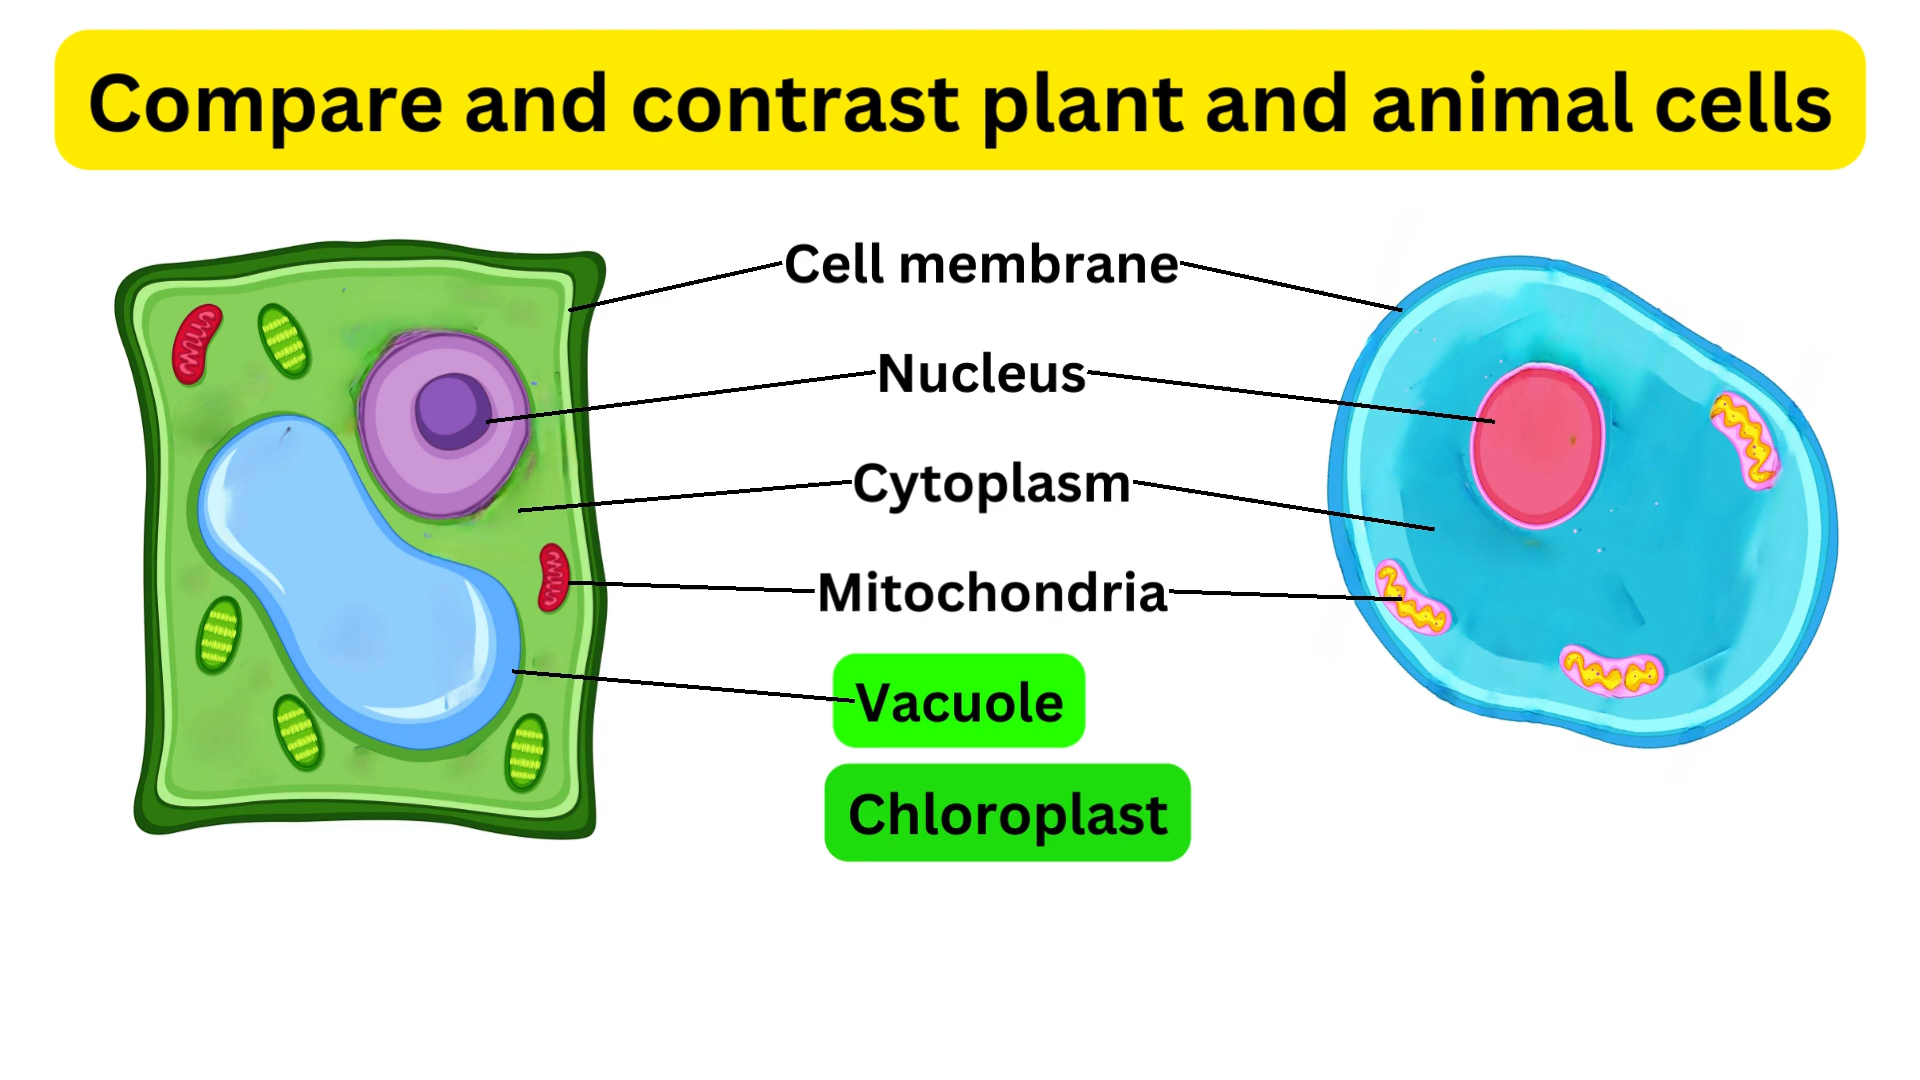 Compare and contrast plant and animal cells
Cell membrane
Nucleus
Cytoplasm
Mitochondria
Vacuole
Chloroplast